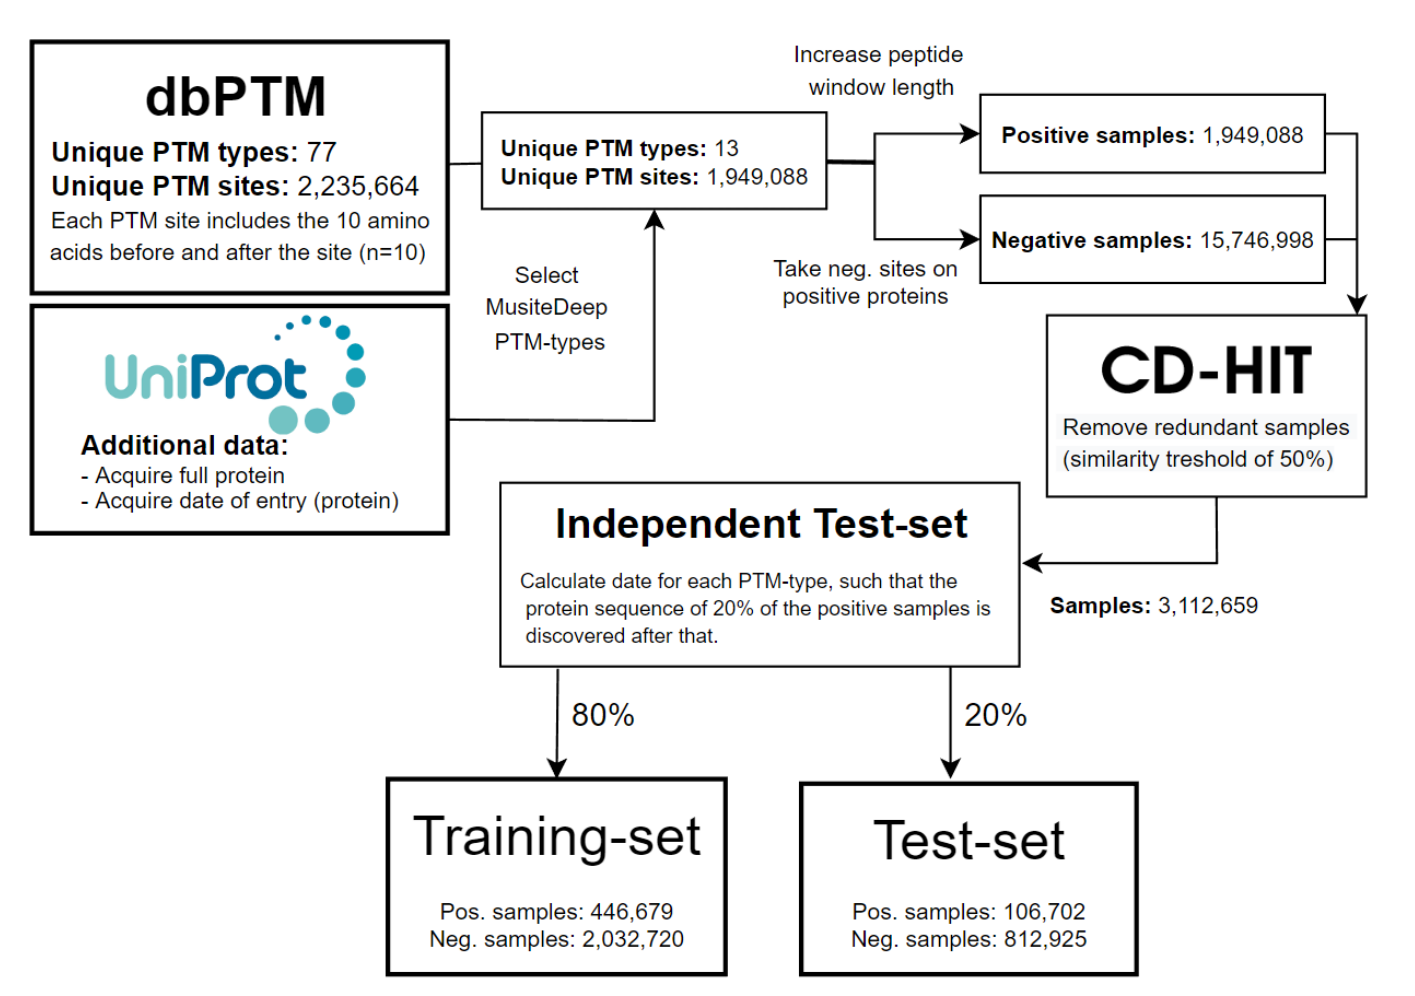 dbPTM
Unique PTM types: 77
Unique PTM sites: 2,235,664
Each PTM site includes the 10 amino
acids before and after the site (n=10)
UniProt
Additional data:
- Acquire full protein
- Acquire date of entry (protein)
Select
MusiteDeep
PTM-types
Unique PTM types: 13
Unique PTM sites: 1,949,088
Increase peptide
window length
Positive samples: 1,949,088
Negative samples: 15,746,998
Take neg. sites on
positive proteins
CD-HIT
Remove redundant samples
(similarity treshold of 50%)
Samples: 3,112,659
Independent Test-set
Calculate date for each PTM-type, such that the
protein sequence of 20% of the positive samples is
discovered after that.
80%
20%
Training-set
Pos. samples: 446,679
Neg. samples: 2,032,720
Test-set
Pos. samples: 106,702
Neg. samples: 812,925